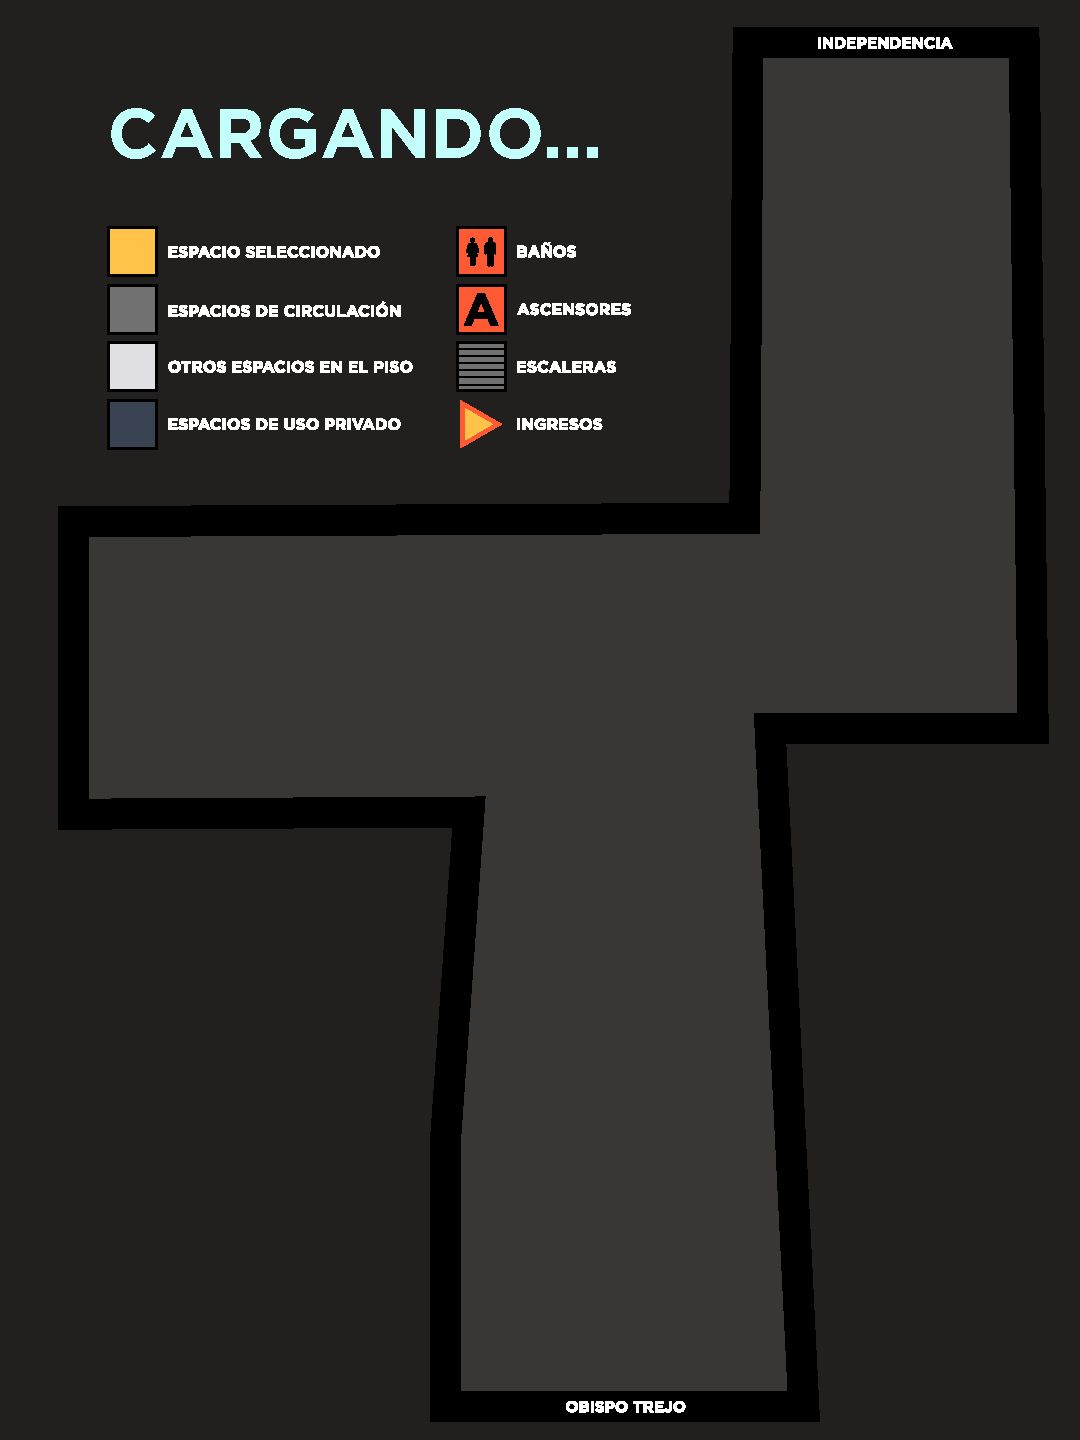 INDEPENDENCIA
CARGANDO...
ESPACIO SELECCIONADO
ESPACIOS DE CIRCULACIÓN
OTROS ESPACIOS EN EL PISO
ESPACIOS DE USO PRIVADO
BAÑOS
A ASCENSORES
ESCALERAS
INGRESOS
OBISPO TREJO